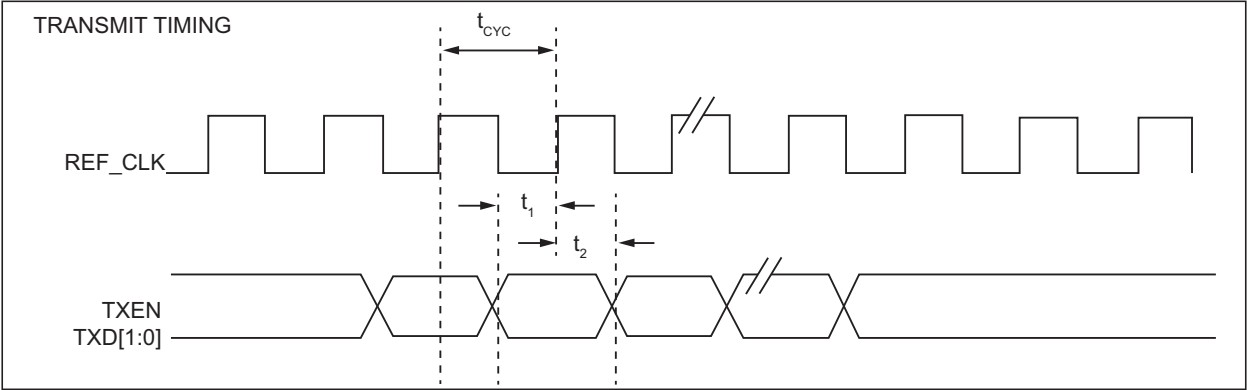 TRANSMIT TIMING
tCYC
REF_CLK
t1
t2
TXEN
TXD[1:0]